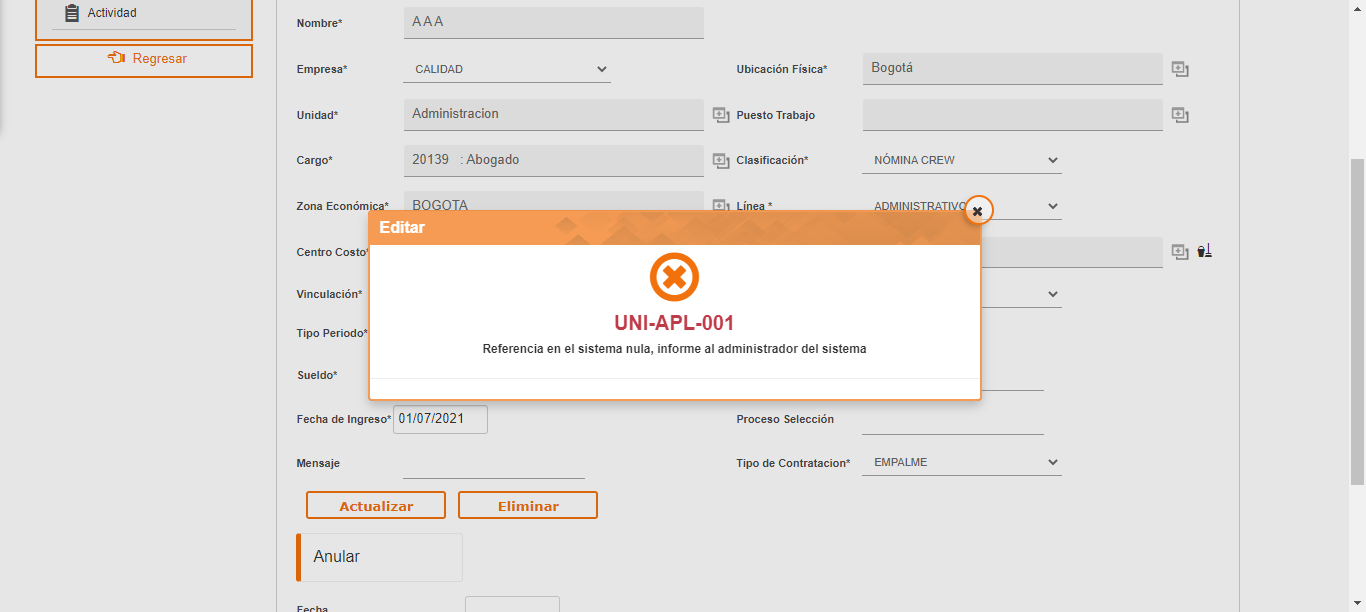 Actividad
Regresar
Nombre* A A A
Empresa* CALIDAD Ubicación Física* Bogotá
Unidad* Administracion Puesto Trabajo
Cargo* 20139 : Abogado Clasificación* NÓMINA CREW
Zona Económica* BOGOTA Línea * ADMINISTRATIVO
Editar
Centro Costo*
UNI-APL-001
Referencia en el sistema nula, informe al administrador del sistema
Vinculación*
Tipo Periodo*
Sueldo*
Fecha de Ingreso* 01/07/2021 Proceso Selección
Mensaje Tipo de Contratacion* EMPALME
Actualizar Eliminar
Anular
Fecha